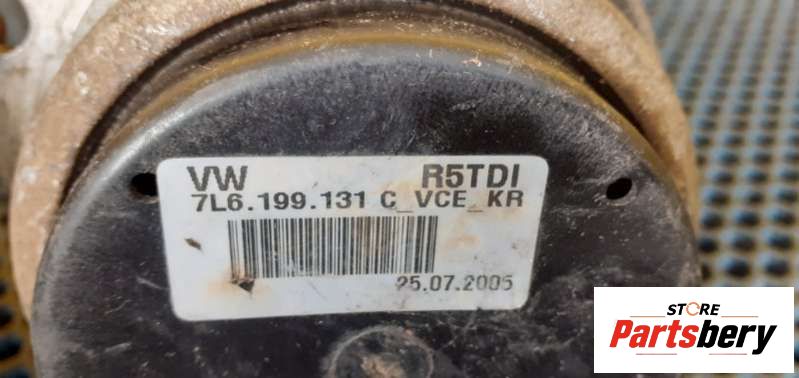 VW R5TDI
7L6.199.131 C_VCE_KR
25.07.2005
STORE
Partsbery